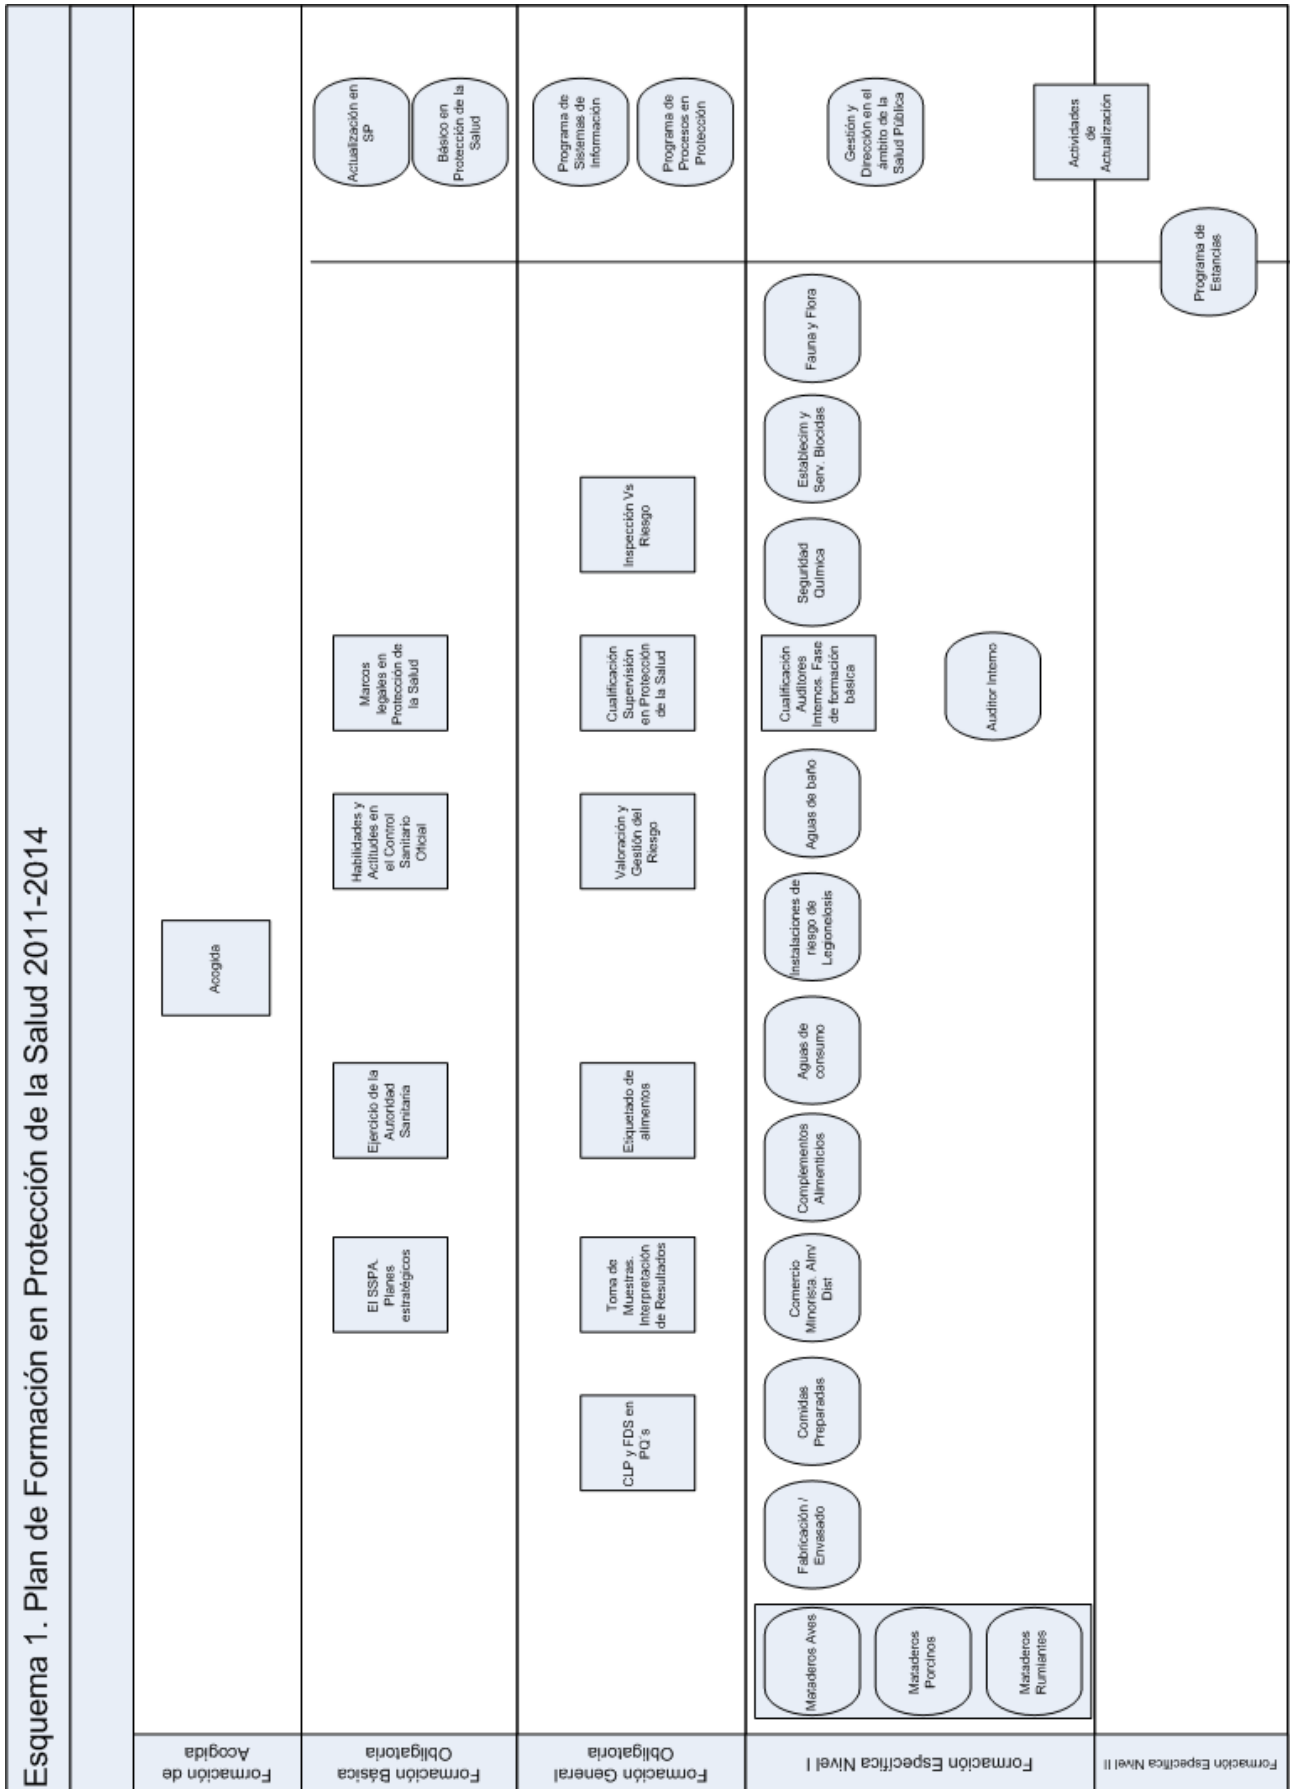 Esquema 1. Plan de Formación en Protección de la Salud 2011-2014
Formación de
Acogida
Acogida
Formación Básica
Obligatoria
El SSPA.
Planes
estratégicos
Ejercicio de la
Autoridad
Sanitaria
Habilidades y
Actitudes en
el Control
Sanitario
Oficial
Marcos
legales en
Protección de
la Salud
Actualización en
SP
Básico en
Protección de la
Salud
Formación General
Obligatoria
CLP y FDS en
PQ´s
Toma de
Muestras.
Interpretación
de Resultados
Etiquetado de
alimentos
Valoración y
Gestión del
Riesgo
Cualificación
Supervisión
en Protección
de la Salud
Inspección Vs
Riesgo
Programa de
Sistemas de
Información
Programa de
Procesos en
Protección
Formación Específica Nivel I
Mataderos Aves
Mataderos
Porcinos
Mataderos
Rumiantes
Fabricación /
Envasado
Comidas
Preparadas
Comercio
Minorista. Alm/
Dist
Complementos
Alimenticios
Aguas de
consumo
Instalaciones de
riesgo de
Legionelosis
Aguas de baño
Cualificación
Auditores
Internos. Fase
de formación
básica
Auditor Interno
Seguridad
Química
Establecim y
Serv. Biocidas
Fauna y Flora
Gestión y
Dirección en el
ámbito de la
Salud Pública
Actividades
de
Actualización
Formación Específica Nivel II
Programa de
Estancias